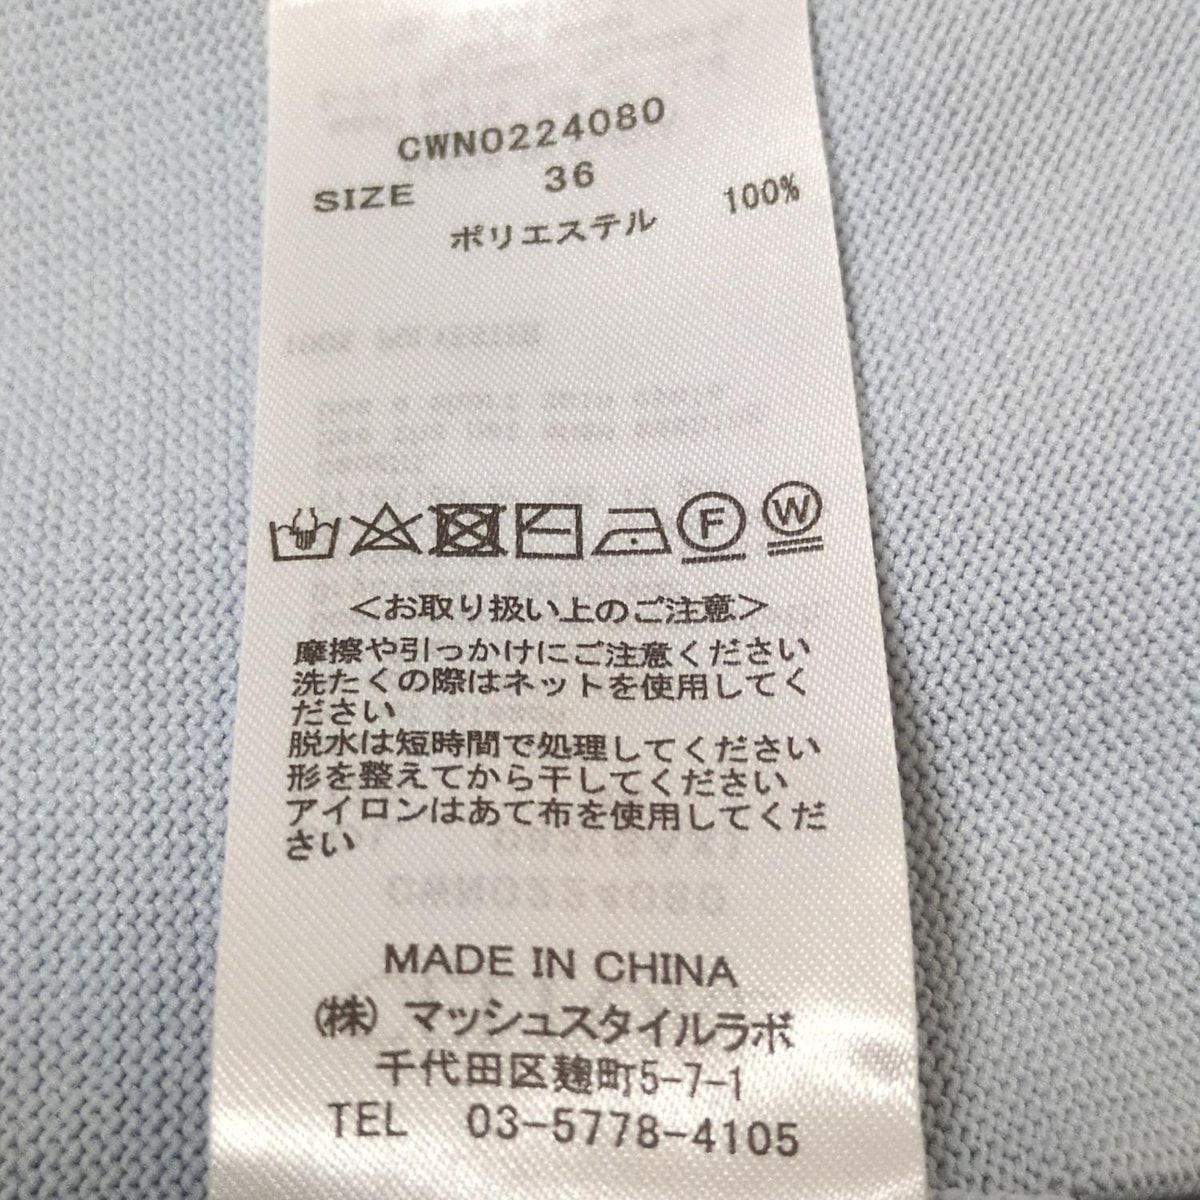 CWNO224080
SIZE 36
ポリエステル 100%
F W
<お取り扱い上のご注意>
摩擦や引っかけにご注意ください
洗たくの際はネットを使用してく
ださい
脱水は短時間で処理してください
形を整えてから干してください
アイロンはあて布を使用してくだ
さい
MADE IN CHINA
(株) マッシュスタイルラボ
千代田区麹町5-7-1
TEL 03-5778-4105